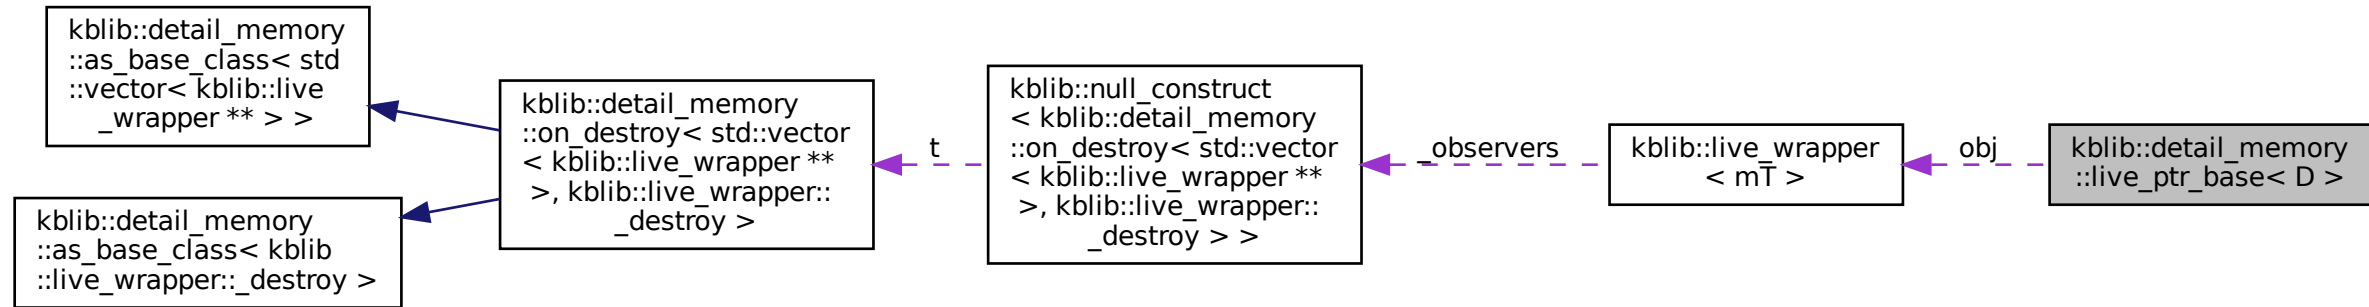 kblib::detail_memory
::as_base_class< std
::vector< kblib::live
_wrapper ** > >
kblib::detail_memory
::as_base_class< kblib
::live_wrapper::_destroy >
kblib::detail_memory
::on_destroy< std::vector
< kblib::live_wrapper **
>, kblib::live_wrapper::
_destroy >
t
kblib::null_construct
< kblib::detail_memory
::on_destroy< std::vector
< kblib::live_wrapper **
>, kblib::live_wrapper::
_destroy > >
_observers
kblib::live_wrapper
< mT >
obj
kblib::detail_memory
::live_ptr_base< D >